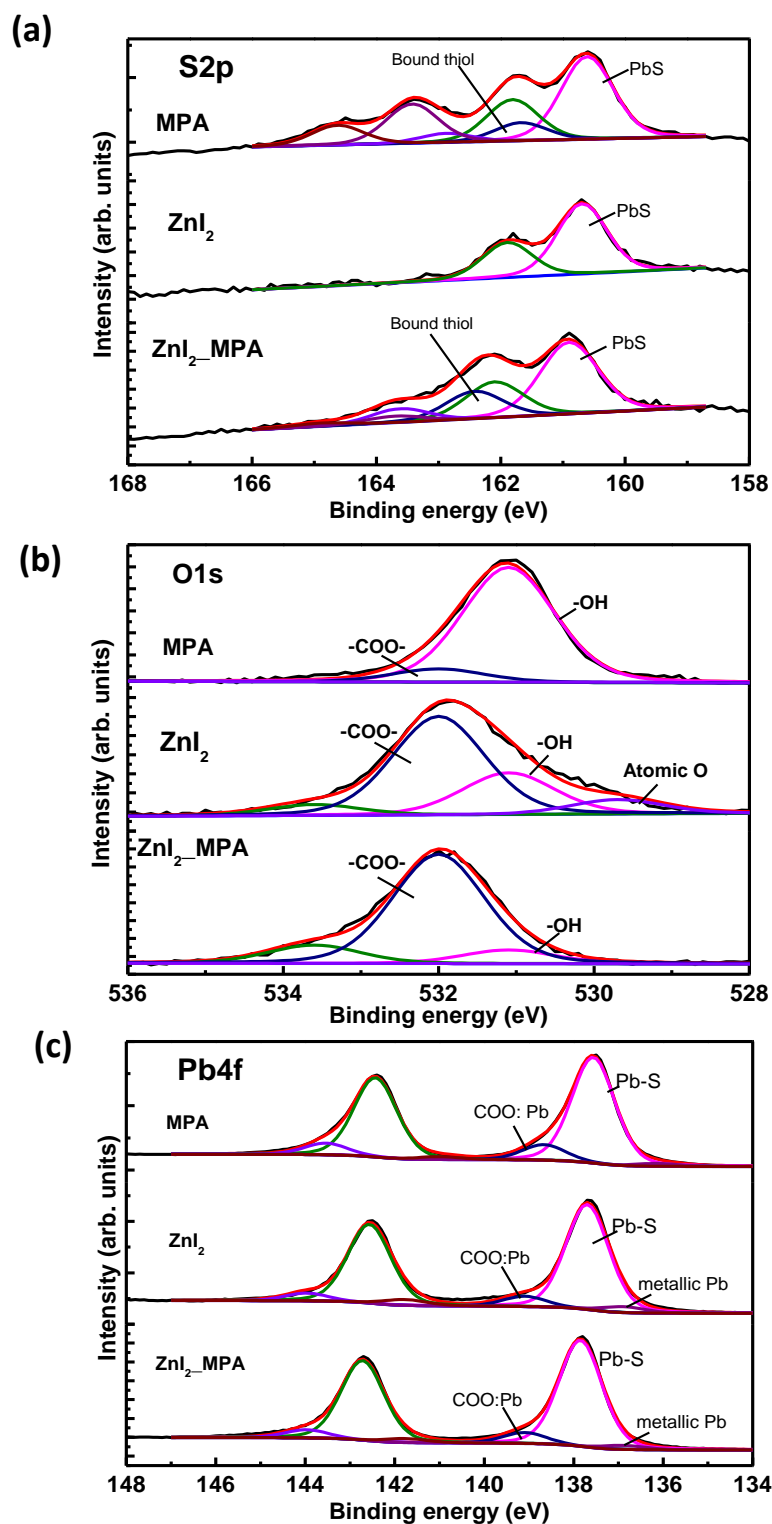 (a)
S2p
MPA
Bound thiol
PbS
ZnI₂
PbS
ZnI₂_MPA
Bound thiol
PbS
Intensity (arb. units)
168 166 164 162 160 158
Binding energy (eV)
(b)
O1s
MPA
-COO-
-OH
ZnI₂
-COO-
-OH
Atomic O
ZnI₂_MPA
-COO-
-OH
Intensity (arb. units)
536 534 532 530 528
Binding energy (eV)
(c)
Pb4f
MPA
COO: Pb
Pb-S
ZnI₂
COO:Pb
Pb-S
metallic Pb
ZnI₂_MPA
COO:Pb
Pb-S
metallic Pb
Intensity (arb. units)
148 146 144 142 140 138 136 134
Binding energy (eV)